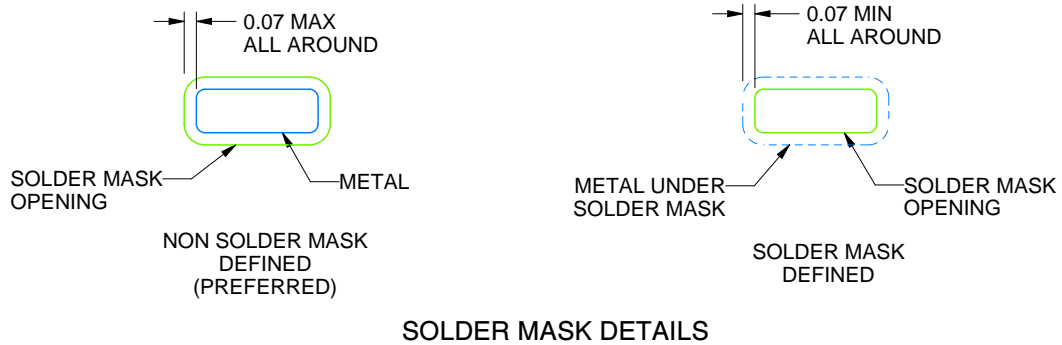 0.07 MAX
ALL AROUND
SOLDER MASK
OPENING
METAL
NON SOLDER MASK
DEFINED
(PREFERRED)
0.07 MIN
ALL AROUND
METAL UNDER
SOLDER MASK
SOLDER MASK
OPENING
SOLDER MASK
DEFINED
SOLDER MASK DETAILS